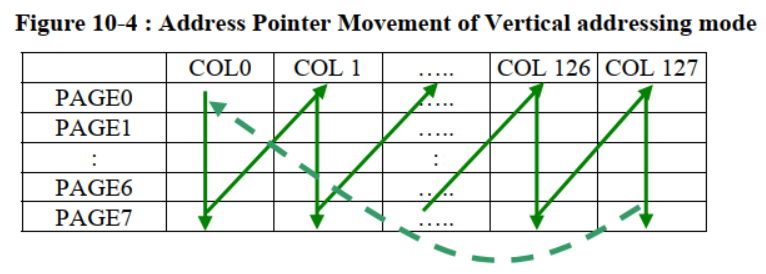 Figure 10-4 : Address Pointer Movement of Vertical addressing mode
COL0 COL 1 ….. COL 126 COL 127
PAGE0 …..
PAGE1 …..
: :
PAGE6 …..
PAGE7 …..